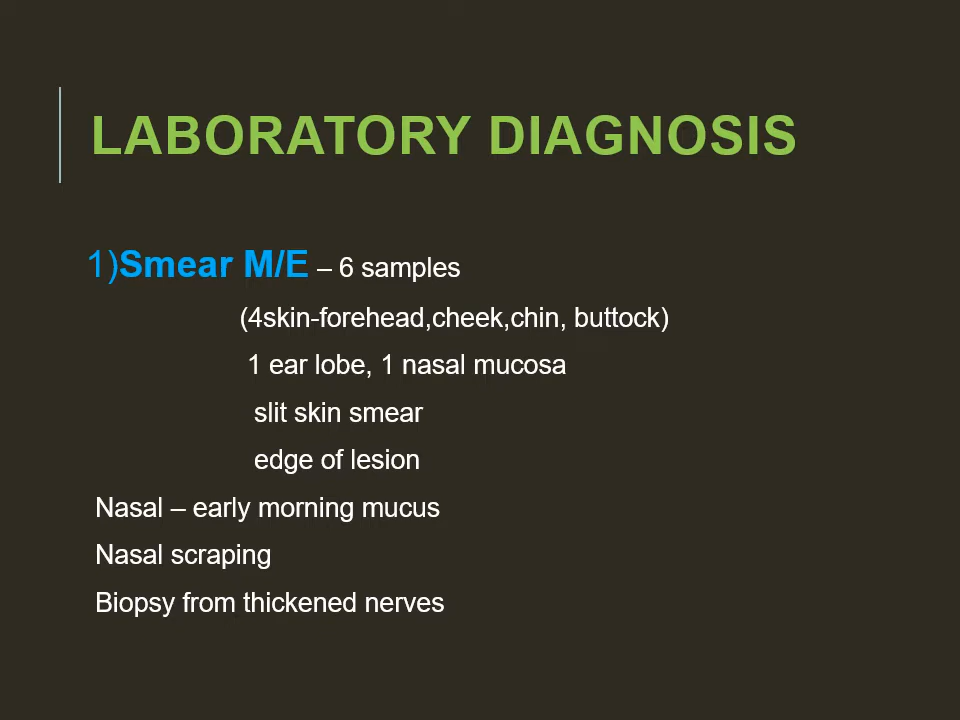 LABORATORY DIAGNOSIS
1)Smear M/E – 6 samples
(4skin-forehead,cheek,chin, buttock)
1 ear lobe, 1 nasal mucosa
slit skin smear
edge of lesion
Nasal – early morning mucus
Nasal scraping
Biopsy from thickened nerves